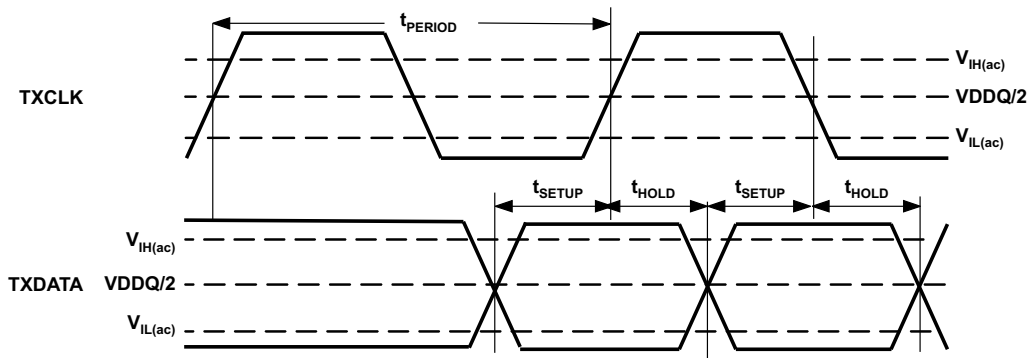 tPERIOD
VIH(ac)
TXCLK
VDDQ/2
VIL(ac)
tSETUP
tHOLD
tSETUP
tHOLD
VIH(ac)
TXDATA
VDDQ/2
VIL(ac)